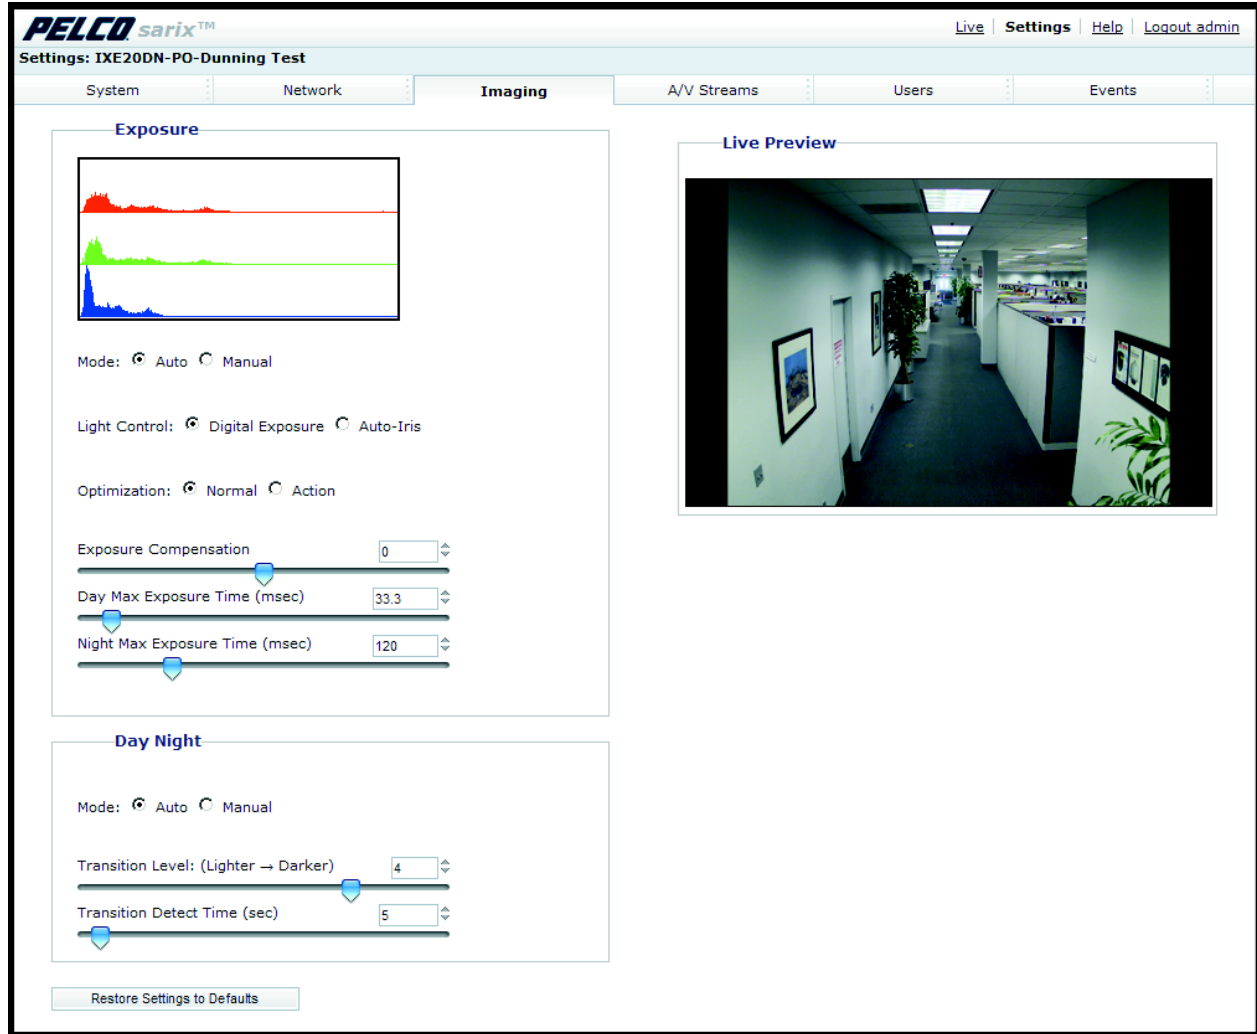 PELCO sarix™
Live Settings Help Logout admin
Settings: IXE20DN-PO-Dunning Test
System Network Imaging A/V Streams Users Events
Exposure
Mode: Auto Manual
Light Control: Digital Exposure Auto-Iris
Optimization: Normal Action
Exposure Compensation 0
Day Max Exposure Time (msec) 33.3
Night Max Exposure Time (msec) 120
Day Night
Mode: Auto Manual
Transition Level: (Lighter → Darker) 4
Transition Detect Time (sec) 5
Restore Settings to Defaults
Live Preview